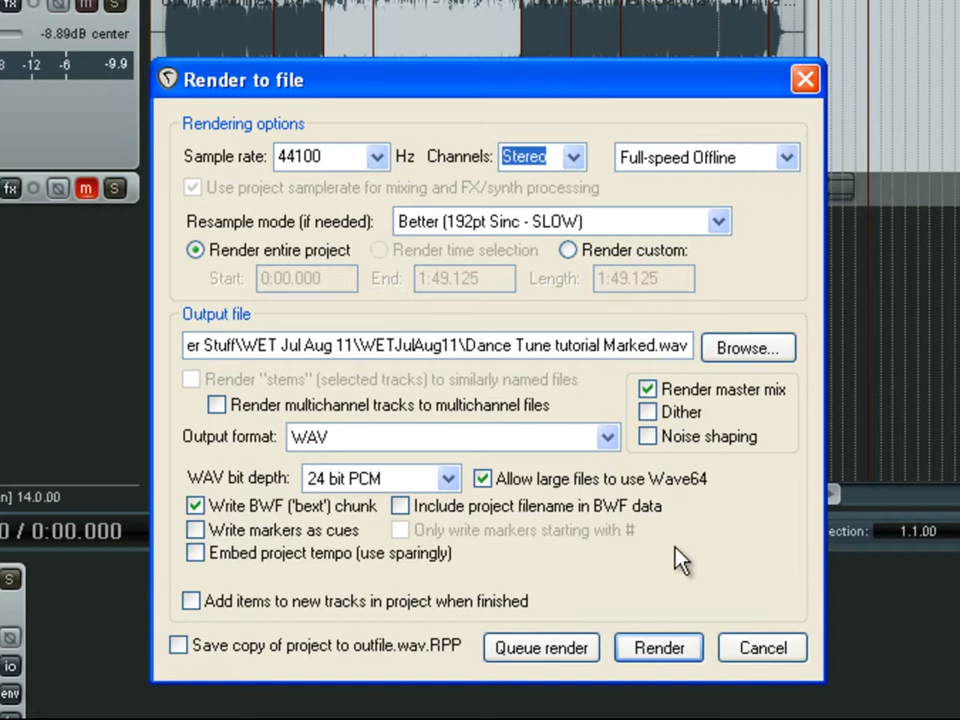 fx m S
-8.89dB center
-12 -6 -9.9
Render to file
Rendering options
Sample rate: 44100 Hz Channels: Stereo Full-speed Offline
Use project samplerate for mixing and FX/synth processing
Resample mode (if needed): Better (192pt Sinc - SLOW)
Render entire project Render time selection Render custom:
Start: 0:00.000 End: 1:49.125 Length: 1:49.125
fx m S
Output file
er Stuff\WET Jul Aug 11\WETJulAug11\Dance Tune tutorial Marked.wav Browse...
Render "stems" (selected tracks) to similarly named files
Render master mix
Render multichannel tracks to multichannel files
Dither
Output format: WAV
Noise shaping
WAV bit depth: 24 bit PCM Allow large files to use Wave64
n] 14.0.00
Write BWF ('bext') chunk Include project filename in BWF data
0 / 0:00.000
Write markers as cues Only write markers starting with #
ection: 1.1.00
Embed project tempo (use sparingly)
S
Add items to new tracks in project when finished
Save copy of project to outfile.wav.RPP Queue render Render Cancel
io
env